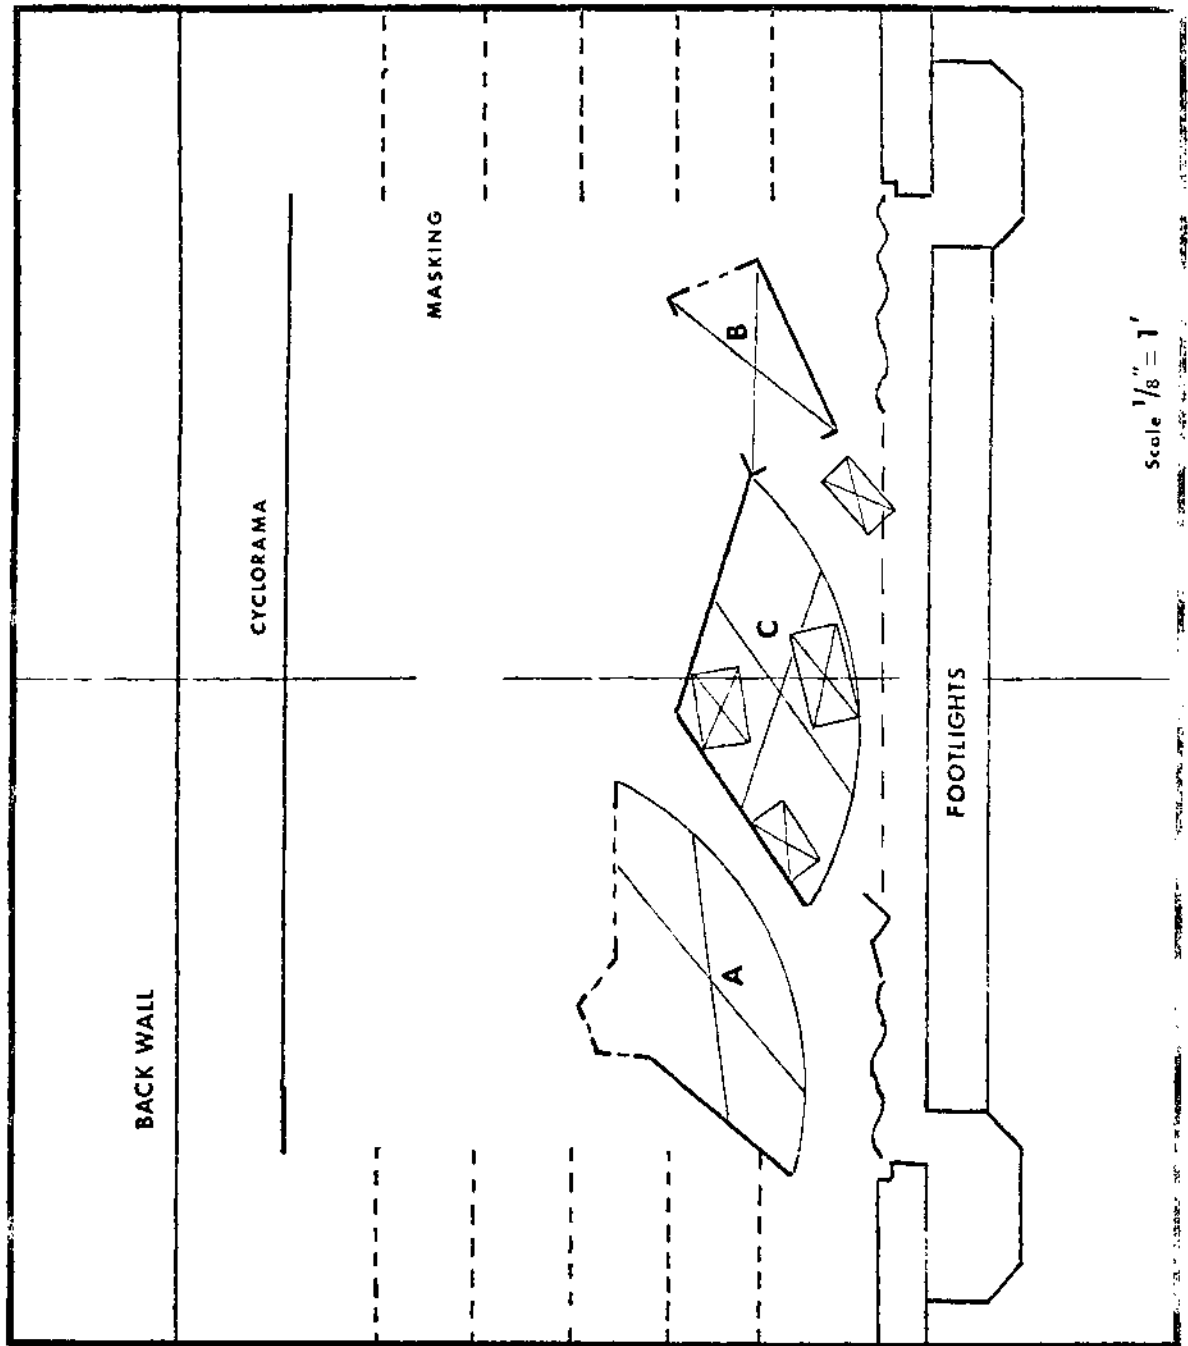 BACK WALL
CYCLORAMA
MASKING
A
C
B
FOOTLIGHTS
Scale 1/8" = 1'